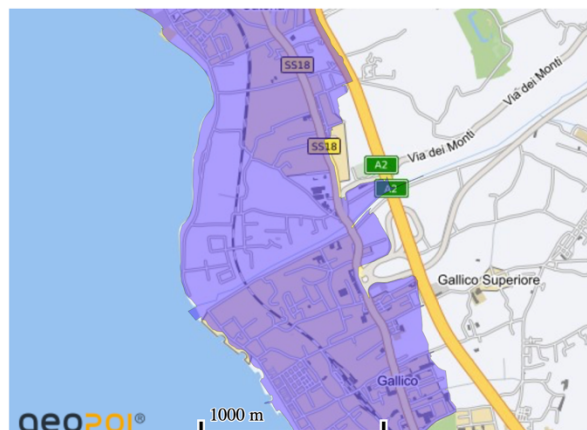 SS18
Via dei Monti
SS18
Via dei Monti
A2
A2
Gallico Superiore
Gallico
1000 m
geopoi®